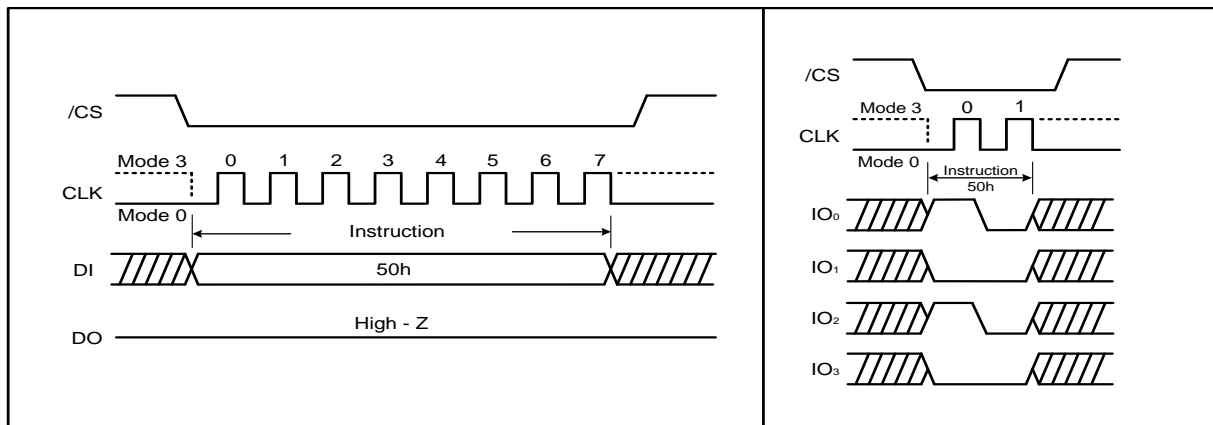 /CS
Mode 3 0 1 2 3 4 5 6 7
CLK
Mode 0
Instruction
DI 50h
High - Z
DO
/CS
Mode 3 0 1
CLK
Mode 0
Instruction
50h
IO₀
IO₁
IO₂
IO₃